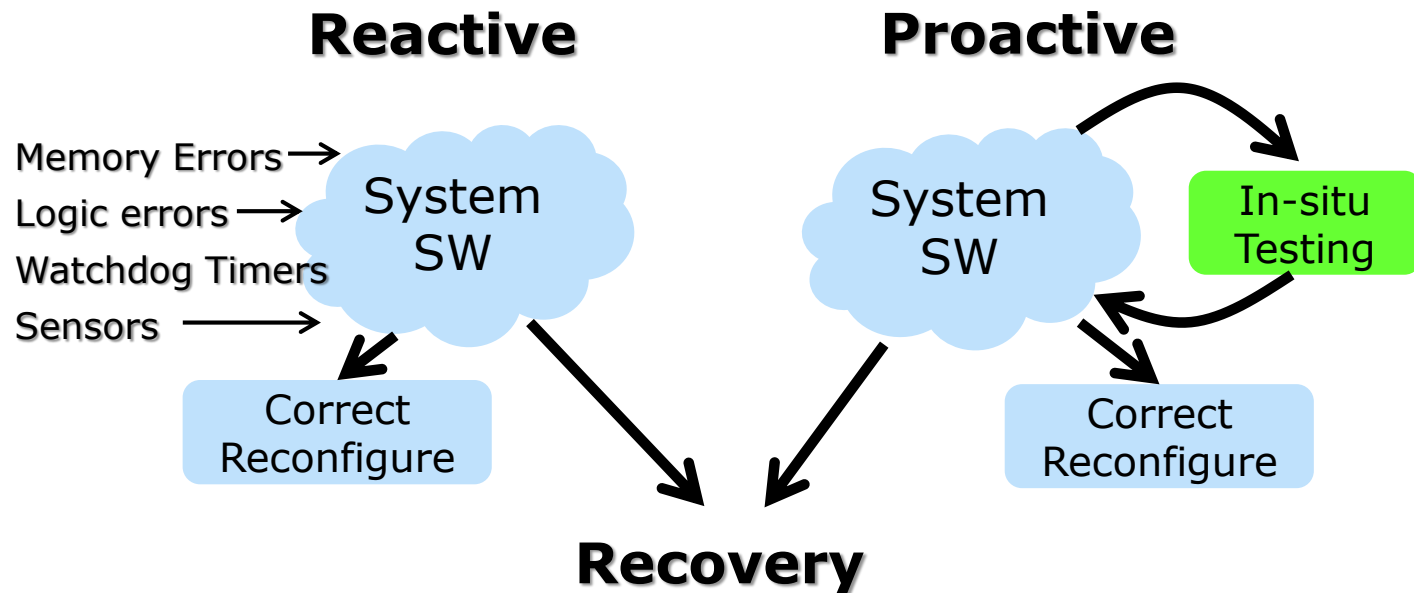 Reactive
Proactive
Memory Errors
Logic errors
Watchdog Timers
Sensors
System
SW
Correct
Reconfigure
System
SW
In-situ
Testing
Correct
Reconfigure
Recovery